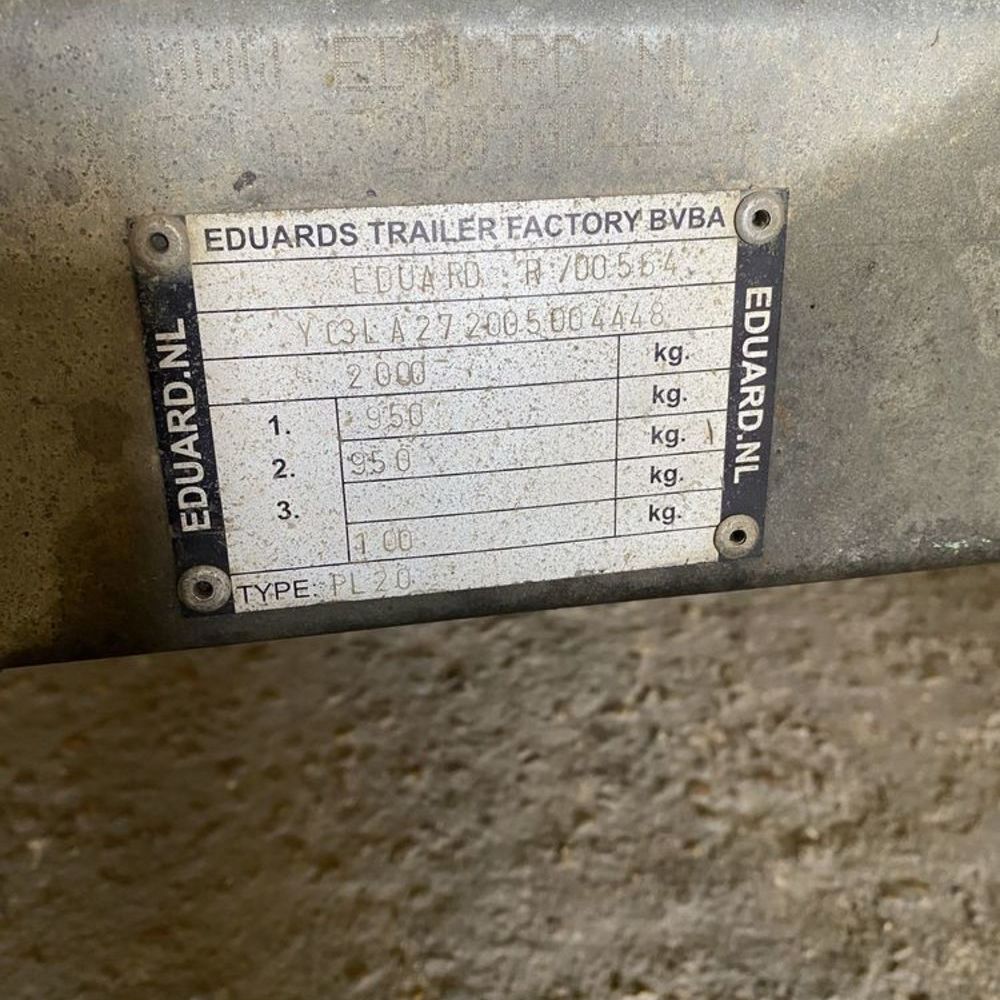 WWW EDUARD NL
EDUARDS TRAILER FACTORY BVBA
EDUARD R/00564
YC3LA272005004448
2000 kg.
1. 950 kg.
2. 950 kg.
3. kg.
100 kg.
TYPE: PL20
EDUARD.NL
EDUARD.NL